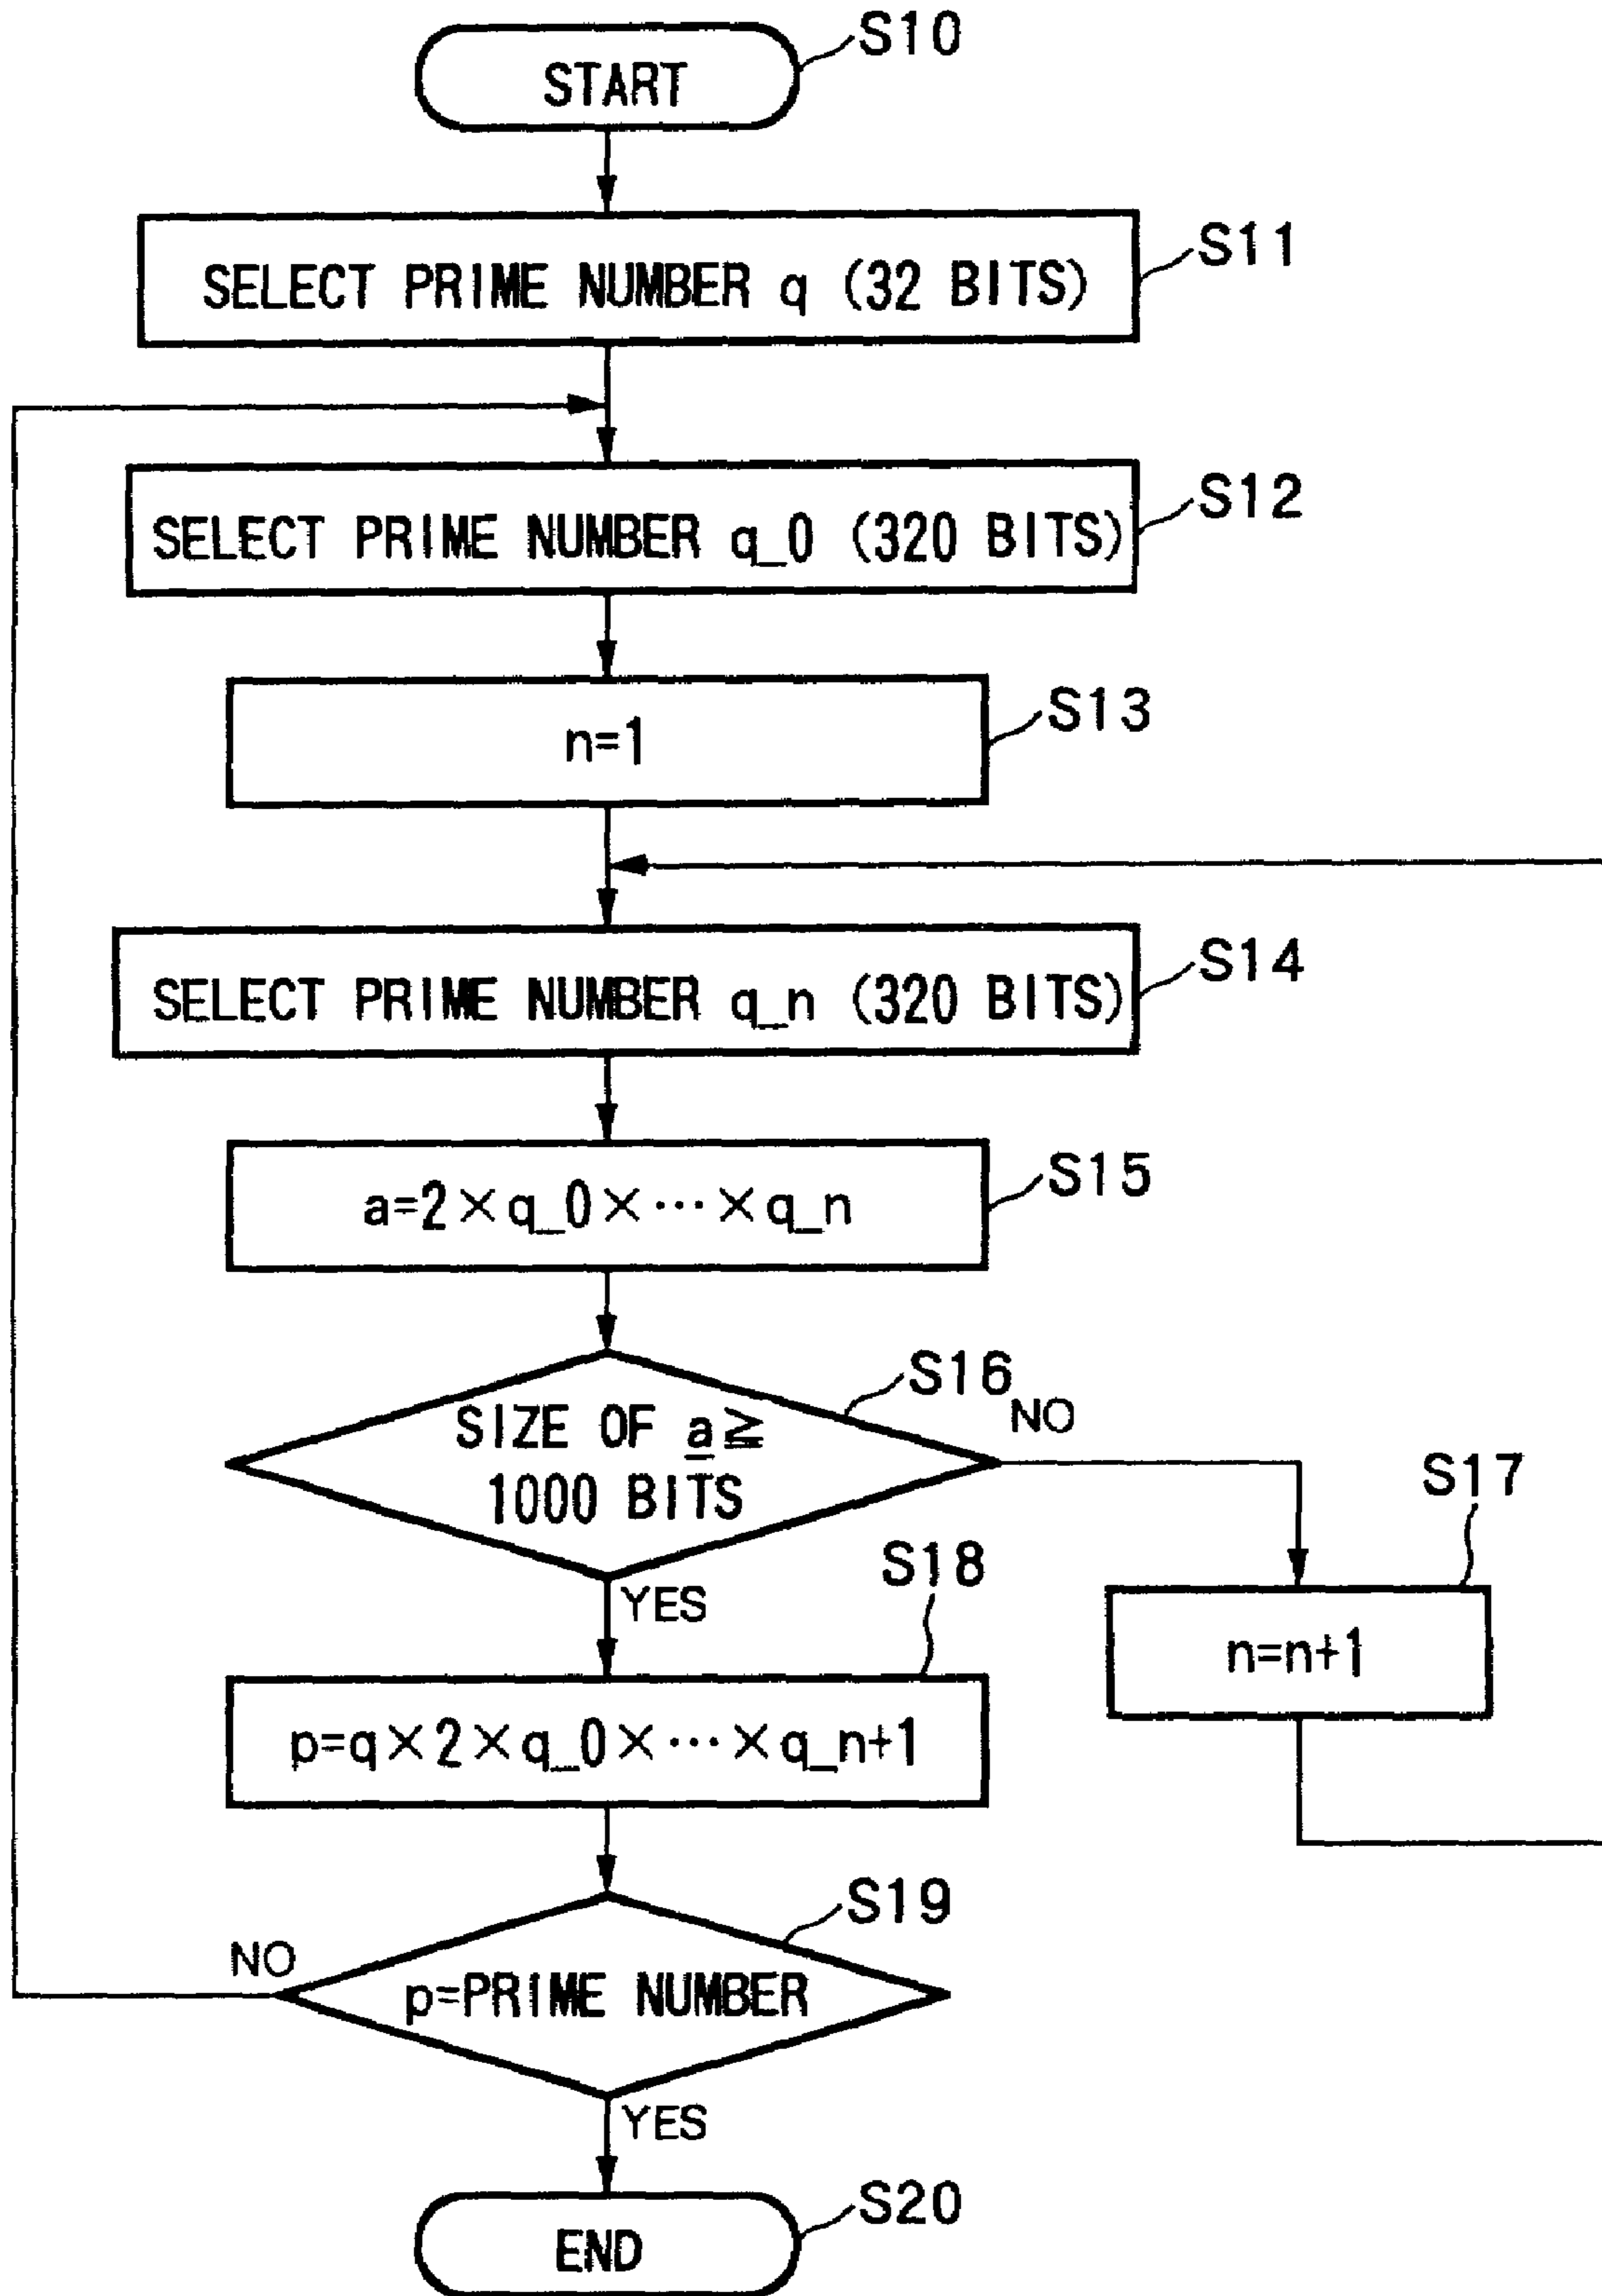 START
S10
SELECT PRIME NUMBER q (32 BITS)
S11
SELECT PRIME NUMBER q_0 (320 BITS)
S12
n=1
S13
SELECT PRIME NUMBER q_n (320 BITS)
S14
a=2×q_0×⋯×q_n
S15
SIZE OF a≧
1000 BITS
S16
NO
YES
n=n+1
S17
p=q×2×q_0×⋯×q_n+1
S18
p=PRIME NUMBER
S19
NO
YES
END
S20